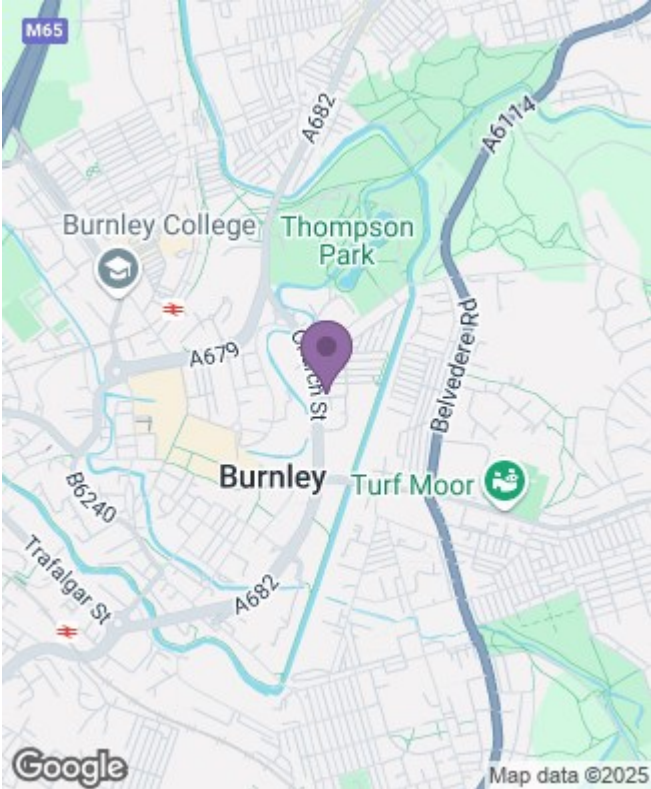 M65
A682
A6114
Burnley College
Thompson
Park
Belvedere Rd
A679
Church St
Burnley
Turf Moor
B6240
Trafalgar St
A682
Google
Map data ©2025